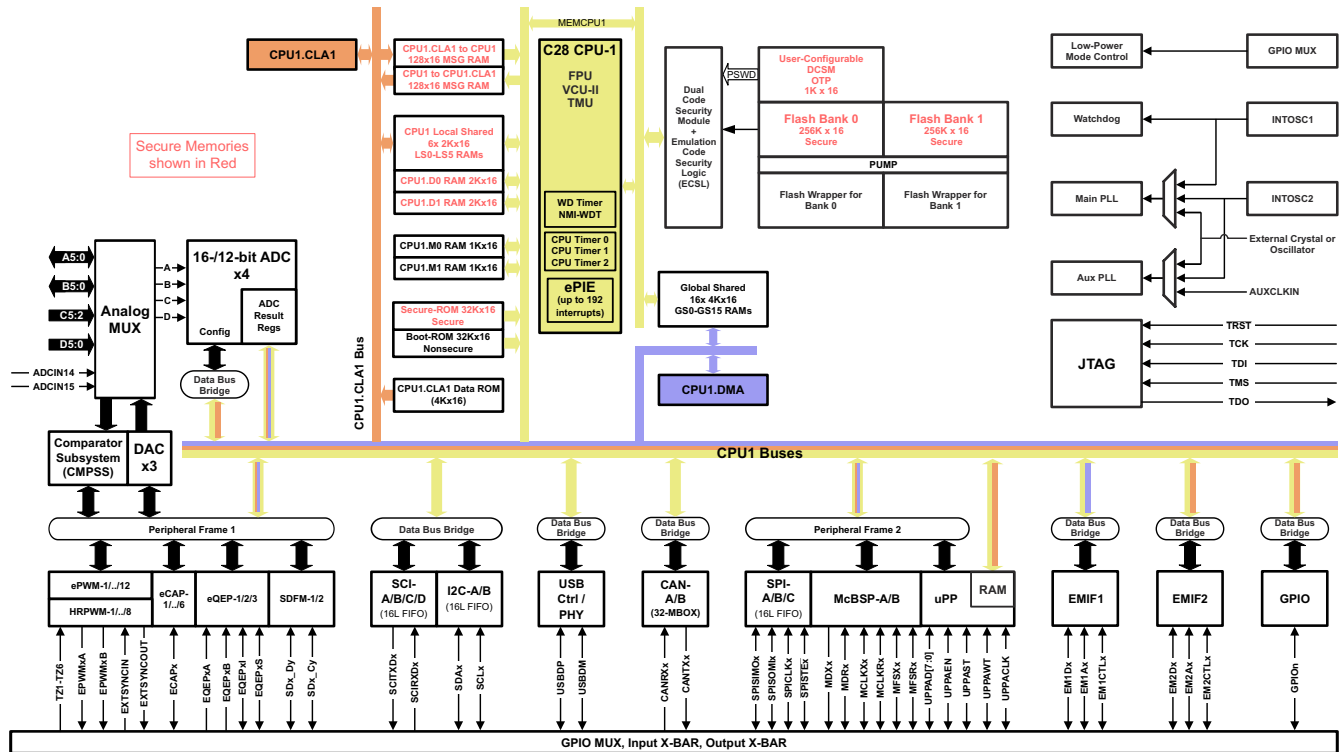 MEMCPU1
CPU1.CLA1
CPU1.CLA1 to CPU1
128x16 MSG RAM
CPU1 to CPU1.CLA1
128x16 MSG RAM
CPU1 Local Shared
6x 2Kx16
LS0-LS5 RAMs
CPU1.D0 RAM 2Kx16
CPU1.D1 RAM 2Kx16
CPU1.M0 RAM 1Kx16
CPU1.M1 RAM 1Kx16
Secure-ROM 32Kx16
Secure
Boot-ROM 32Kx16
Nonsecure
CPU1.CLA1 Data ROM
(4Kx16)
CPU1.CLA1 Bus
Secure Memories
shown in Red
C28 CPU-1
FPU
VCU-II
TMU
WD Timer
NMI-WDT
CPU Timer 0
CPU Timer 1
CPU Timer 2
ePIE
(up to 192
interrupts)
Dual
Code
Security
Module
+
Emulation
Code
Security
Logic
(ECSL)
PSWD
User-Configurable
DCSM
OTP
1K x 16
Flash Bank 0
256K x 16
Secure
Flash Bank 1
256K x 16
Secure
PUMP
Flash Wrapper for
Bank 0
Flash Wrapper for
Bank 1
Global Shared
16x 4Kx16
GS0-GS15 RAMs
CPU1.DMA
Low-Power
Mode Control
GPIO MUX
Watchdog
INTOSC1
Main PLL
INTOSC2
External Crystal or
Oscillator
Aux PLL
AUXCLKIN
JTAG
TRST
TCK
TDI
TMS
TDO
A5:0
B5:0
C5:2
D5:0
ADCIN14
ADCIN15
Analog
MUX
A
B
C
D
16-/12-bit ADC
x4
Config
ADC
Result
Regs
Data Bus
Bridge
Comparator
Subsystem
(CMPSS)
DAC
x3
CPU1 Buses
Peripheral Frame 1
Data Bus Bridge
Data Bus
Bridge
Data Bus
Bridge
Peripheral Frame 2
Data Bus
Bridge
Data Bus
Bridge
Data Bus
Bridge
ePWM-1/../12
HRPWM-1/../8
eCAP-
1/../6
eQEP-1/2/3
SDFM-1/2
SCI-
A/B/C/D
(16L FIFO)
I2C-A/B
(16L FIFO)
USB
Ctrl /
PHY
CAN-
A/B
(32-MBOX)
SPI-
A/B/C
(16L FIFO)
McBSP-A/B
uPP
RAM
EMIF1
EMIF2
GPIO
TZ1-TZ6
EPWMxA
EPWMxB
EXTSYNCIN
EXTSYNCOUT
ECAPx
EQEPxA
EQEPxB
EQEPxI
EQEPxS
SDx_Dy
SDx_Cy
SCITXDx
SCIRXDx
SDAx
SCLx
USBDP
USBDM
CANRXx
CANTXx
SPISIMOx
SPISOMIx
SPICLKx
SPISTEx
MDXx
MDRx
MCLKXx
MCLKRx
MFSXx
MFSRx
UPPAD[7:0]
UPPAEN
UPPAST
UPPAWT
UPPACLK
EM1Dx
EM1Ax
EM1CTLx
EM2Dx
EM2Ax
EM2CTLx
GPIOn
GPIO MUX, Input X-BAR, Output X-BAR